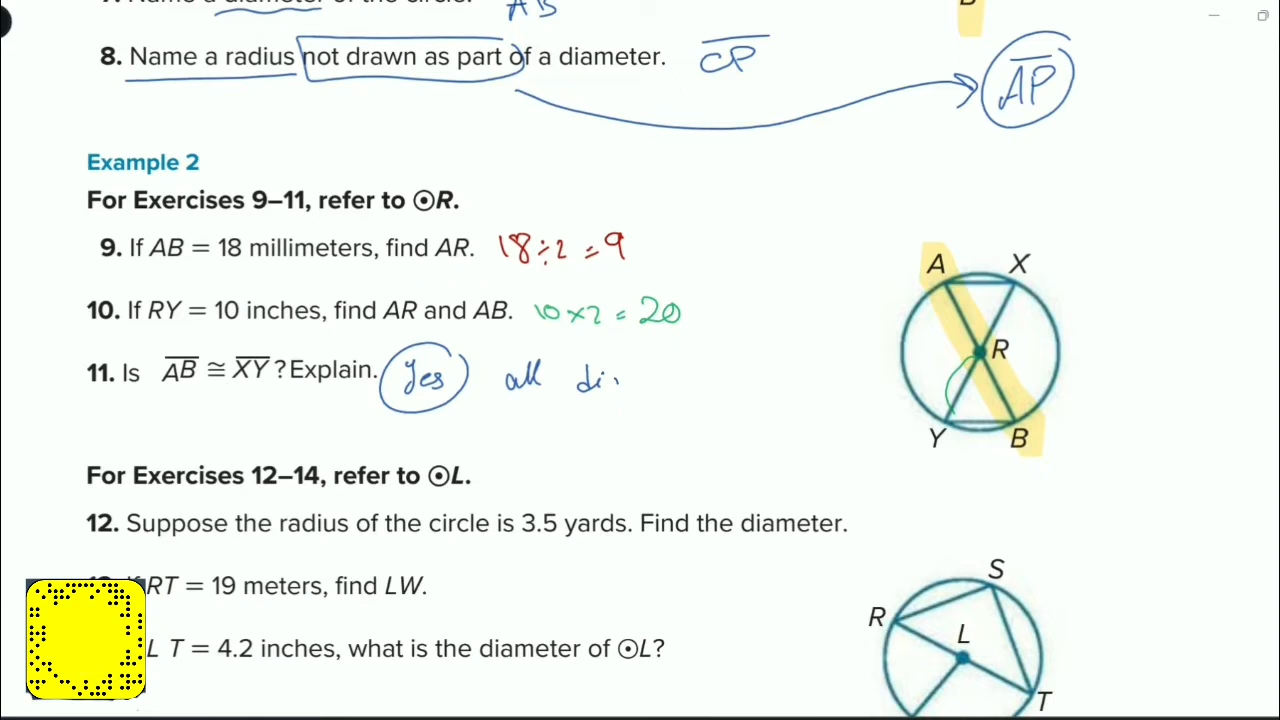 AB
8. Name a radius not drawn as part of a diameter. CP
AP
Example 2
For Exercises 9–11, refer to ⊙R.
9. If AB = 18 millimeters, find AR. 18÷2 = 9
10. If RY = 10 inches, find AR and AB. 10×2 = 20
11. Is AB ≅ XY? Explain. Yes all di
A X
R
Y B
For Exercises 12–14, refer to ⊙L.
12. Suppose the radius of the circle is 3.5 yards. Find the diameter.
RT = 19 meters, find LW.
L T = 4.2 inches, what is the diameter of ⊙L?
S
R
L
T